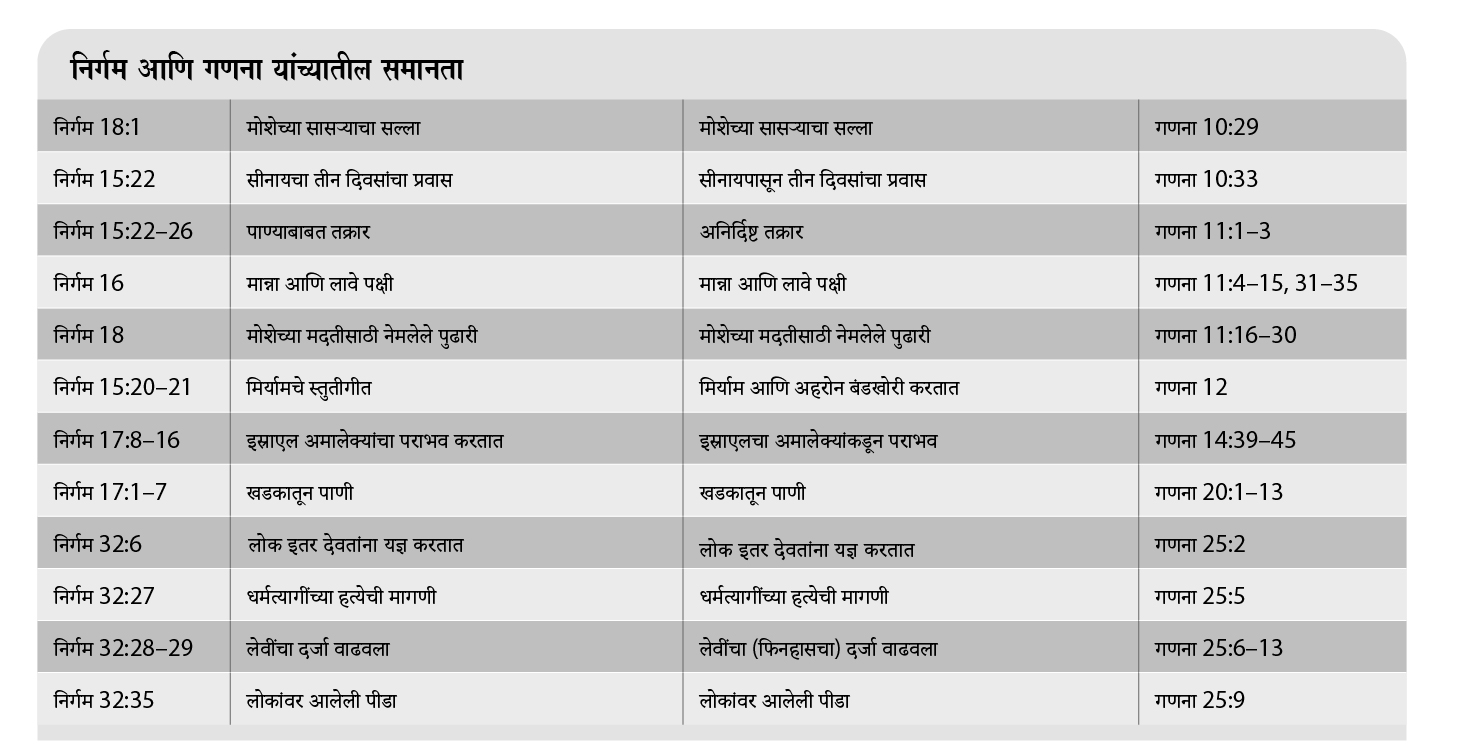 निर्गम आणि गणना यांच्यातील समानता
निर्गम 18:1 मोशेच्या सासऱ्याचा सल्ला मोशेच्या सासऱ्याचा सल्ला गणना 10:29
निर्गम 15:22 सीनायचा तीन दिवसांचा प्रवास सीनायपासून तीन दिवसांचा प्रवास गणना 10:33
निर्गम 15:22–26 पाण्याबाबत तक्रार अनिर्दिष्ट तक्रार गणना 11:1–3
निर्गम 16 मान्ना आणि लावे पक्षी मान्ना आणि लावे पक्षी गणना 11:4–15, 31–35
निर्गम 18 मोशेच्या मदतीसाठी नेमलेले पुढारी मोशेच्या मदतीसाठी नेमलेले पुढारी गणना 11:16–30
निर्गम 15:20–21 मिर्यामचे स्तुतीगीत मिर्याम आणि अहरोन बंडखोरी करतात गणना 12
निर्गम 17:8–16 इस्राएल अमालेक्यांचा पराभव करतात इस्राएलचा अमालेक्यांकडून पराभव गणना 14:39–45
निर्गम 17:1–7 खडकातून पाणी खडकातून पाणी गणना 20:1–13
निर्गम 32:6 लोक इतर देवतांना यज्ञ करतात लोक इतर देवतांना यज्ञ करतात गणना 25:2
निर्गम 32:27 धर्मत्यागींच्या हत्येची मागणी धर्मत्यागींच्या हत्येची मागणी गणना 25:5
निर्गम 32:28–29 लेवींचा दर्जा वाढवला लेवींचा (फिनहासचा) दर्जा वाढवला गणना 25:6–13
निर्गम 32:35 लोकांवर आलेली पीडा लोकांवर आलेली पीडा गणना 25:9